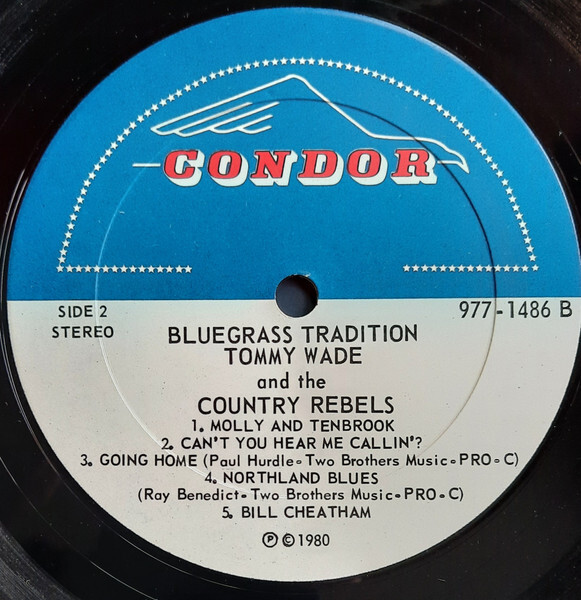 CONDOR
SIDE 2
STEREO
977-1486 B
BLUEGRASS TRADITION
TOMMY WADE
and the
COUNTRY REBELS
1. MOLLY AND TENBROOK
2. CAN'T YOU HEAR ME CALLIN'?
3. GOING HOME (Paul Hurdle-Two Brothers Music-PRO-C)
4. NORTHLAND BLUES
(Ray Benedict-Two Brothers Music-PRO-C)
5. BILL CHEATHAM
℗ © 1980